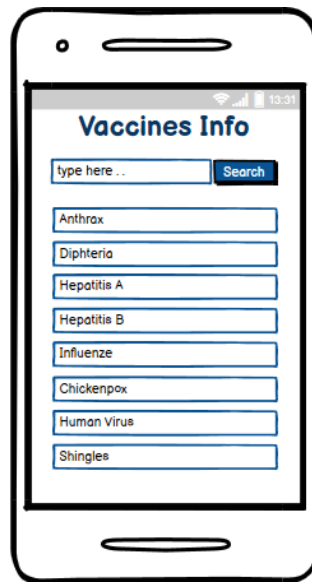 13:31
Vaccines Info
type here . . Search
Anthrax
Diphteria
Hepatitis A
Hepatitis B
Influenze
Chickenpox
Human Virus
Shingles